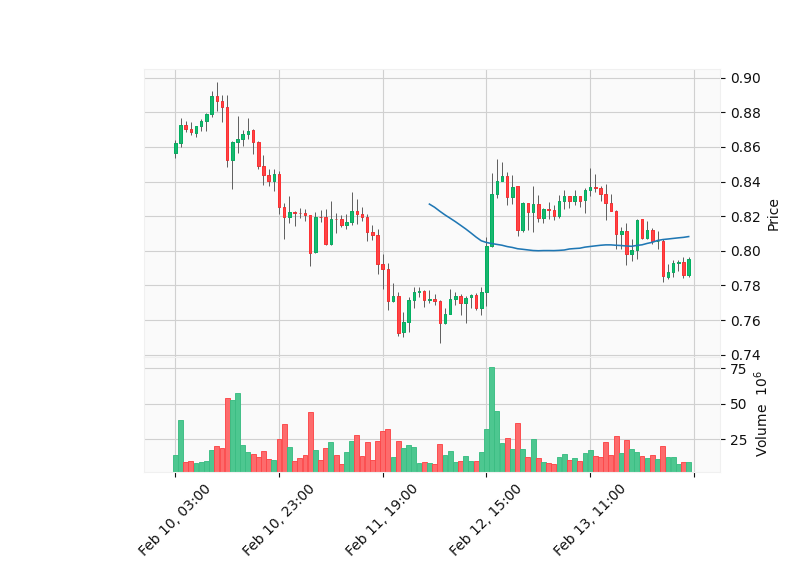 0.90
0.88
0.86
0.84
0.82
0.80
0.78
0.76
0.74
Price
75
50
25
Volume 10^6
Feb 10, 03:00
Feb 10, 23:00
Feb 11, 19:00
Feb 12, 15:00
Feb 13, 11:00